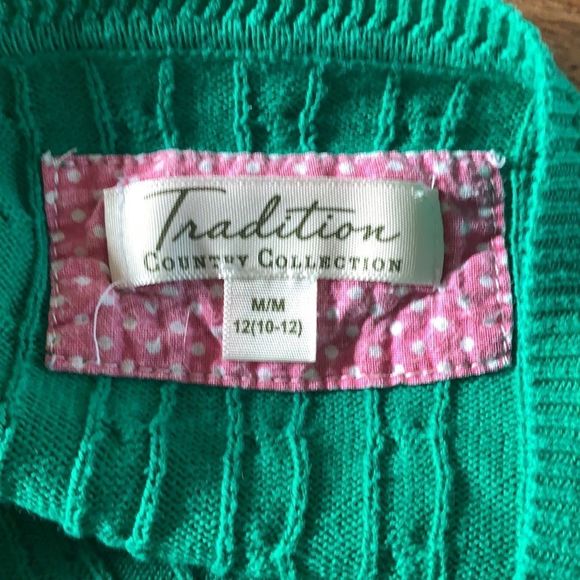 Tradition
COUNTRY COLLECTION
M/M
12(10-12)